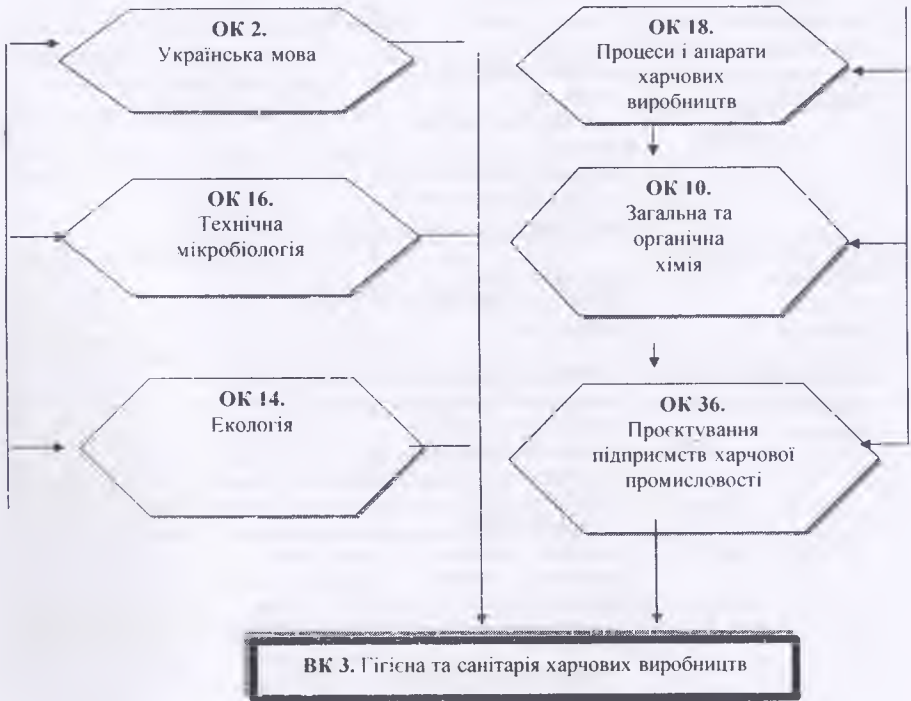 ОК 2.
Українська мова
ОК 16.
Технічна
мікробіологія
ОК 14.
Екологія
ОК 18.
Процеси і апарати
харчових
виробництв
ОК 10.
Загальна та
органічна
хімія
ОК 36.
Проєктування
підприємств харчової
промисловості
ВК 3. Гігієна та санітарія харчових виробництв